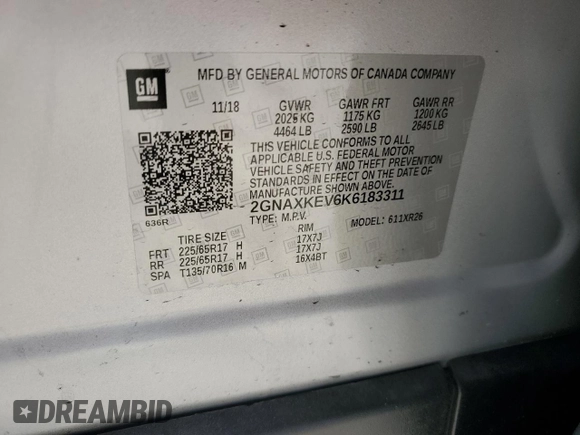 GM
MFD BY GENERAL MOTORS OF CANADA COMPANY
11/18 GVWR GAWR FRT GAWR RR
2025 KG 1175 KG 1200 KG
4464 LB 2590 LB 2645 LB
THIS VEHICLE CONFORMS TO ALL
APPLICABLE U.S. FEDERAL MOTOR
VEHICLE SAFETY AND THEFT PREVENTION
STANDARDS IN EFFECT ON THE DATE OF
MANUFACTURE SHOWN ABOVE.
2GNAXKEV6K6183311
636R TYPE: M.P.V. MODEL: 611XR26
TIRE SIZE RIM
FRT 225/65R17 H 17X7J
RR 225/65R17 H 17X7J
SPA T135/70R16 M 16X4BT
DREAMBID